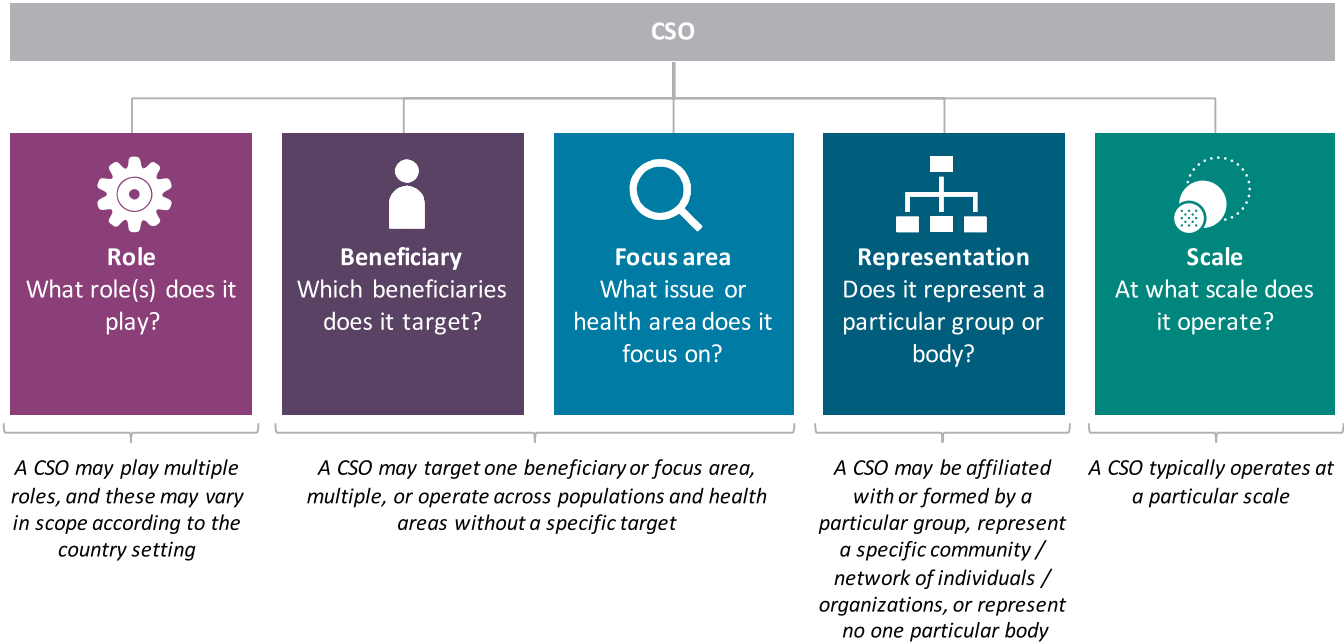 CSO
Role
What role(s) does it
play?
Beneficiary
Which beneficiaries
does it target?
Focus area
What issue or
health area does it
focus on?
Representation
Does it represent a
particular group or
body?
Scale
At what scale does
it operate?
A CSO may play multiple
roles, and these may vary
in scope according to the
country setting
A CSO may target one beneficiary or focus area,
multiple, or operate across populations and health
areas without a specific target
A CSO may be affiliated
with or formed by a
particular group, represent
a specific community /
network of individuals /
organizations, or represent
no one particular body
A CSO typically operates at
a particular scale